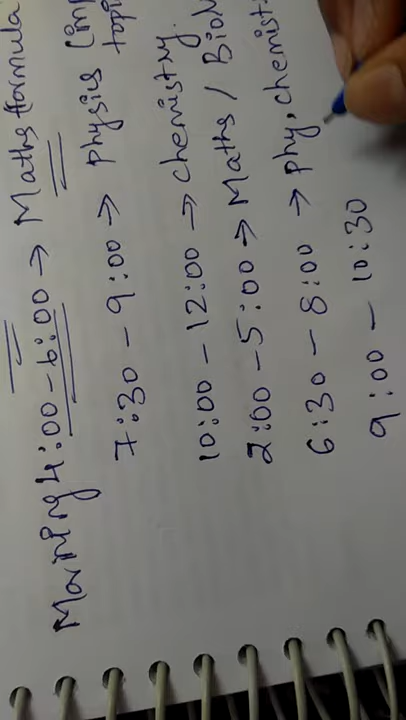 Morning 4:00 - 6:00 → Maths formula
7:30 - 9:00 → physics
10:00 - 12:00 → chemistry.
2:00 - 5:00 → Maths /
6:30 - 8:00 → phy, chemist
9:00 - 10:30